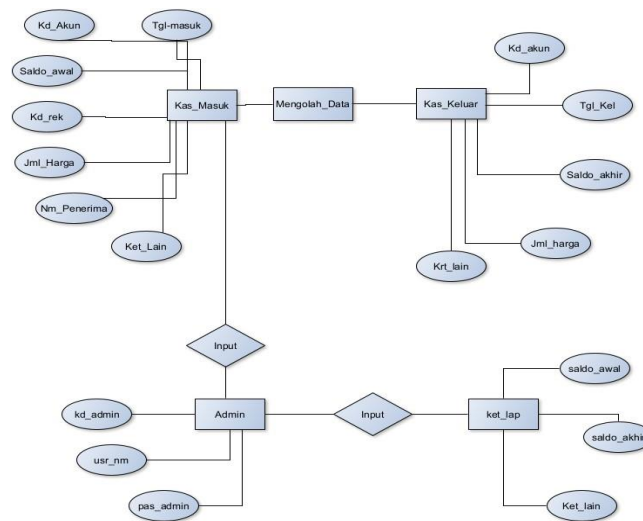 Kd_Akun
Tgl-masuk
Kd_akun
Saldo_awal
Kas_Masuk
Mengolah_Data
Kas_Keluar
Tgl_Kel
Kd_rek
Jml_Harga
Saldo_akhir
Nm_Penerima
Ket_Lain
Krt_lain
Jml_harga
Input
saldo_awal
kd_admin
Admin
Input
ket_lap
saldo_akhir
usr_nm
pas_admin
Ket_lain